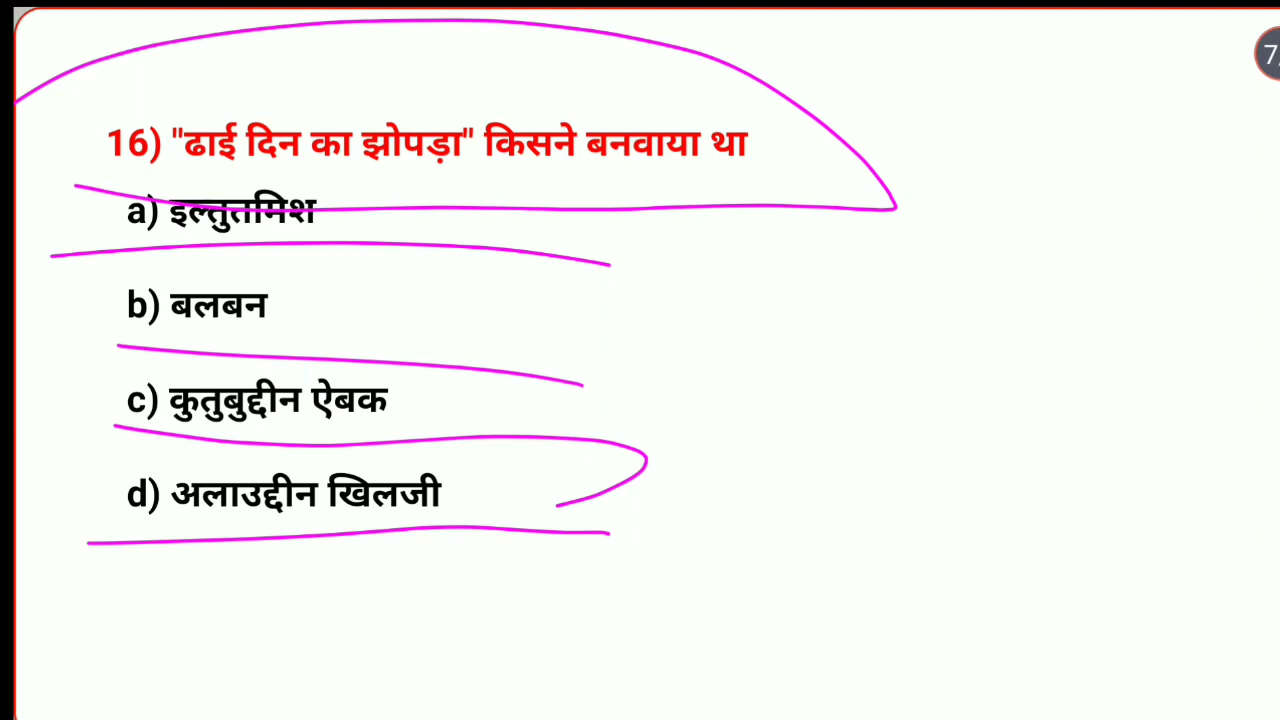 16) "ढाई दिन का झोपड़ा" किसने बनवाया था
a) इल्तुतमिश
b) बलबन
c) कुतुबुद्दीन ऐबक
d) अलाउद्दीन खिलजी